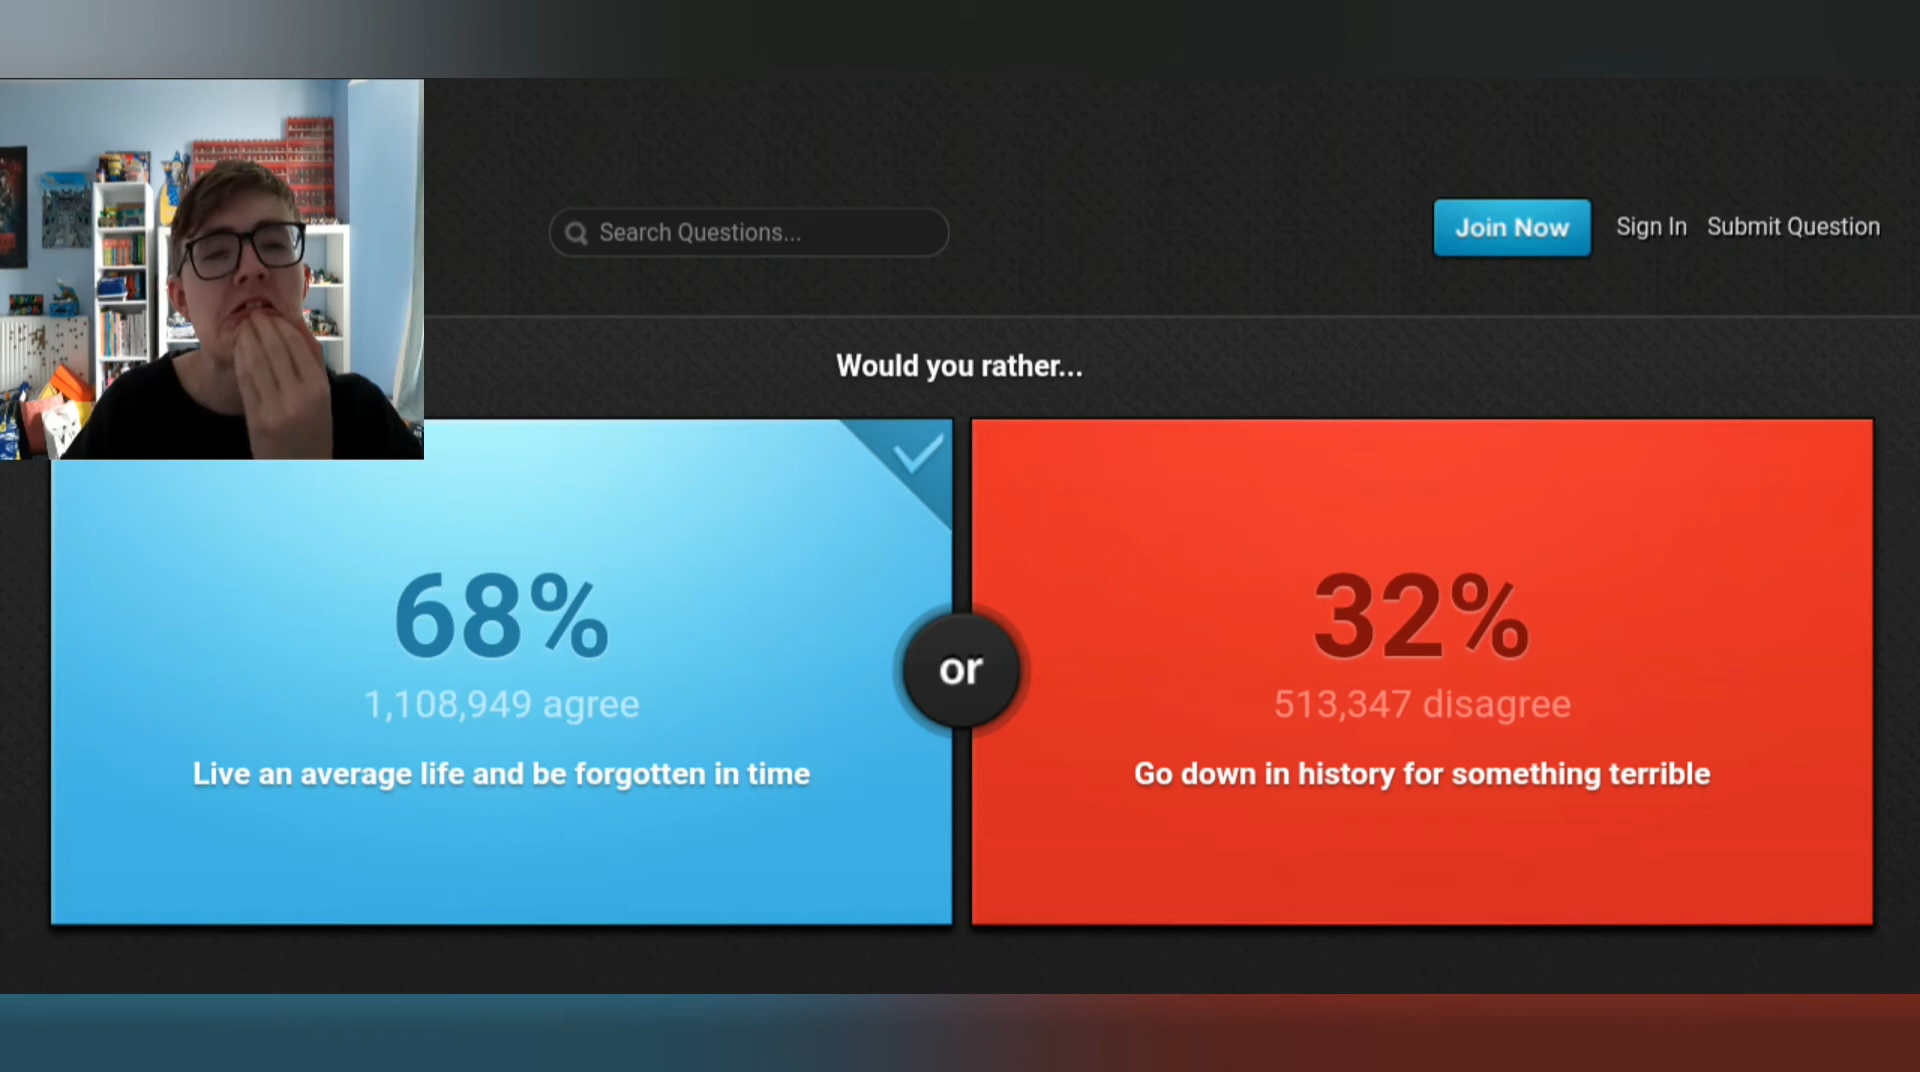 Search Questions...
Join Now
Sign In
Submit Question
Would you rather...
68%
1,108,949 agree
Live an average life and be forgotten in time
or
32%
513,347 disagree
Go down in history for something terrible